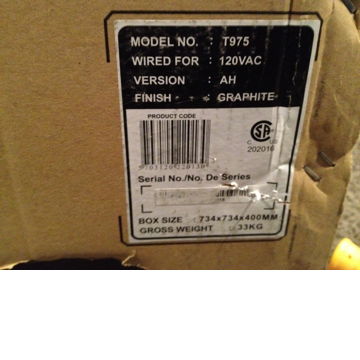 MODEL NO. : T975
WIRED FOR : 120VAC
VERSION : AH
FINISH : GRAPHITE
PRODUCT CODE
C US
202016
Serial No./No. De Series
BOX SIZE : 734x734x400MM
GROSS WEIGHT : 33KG